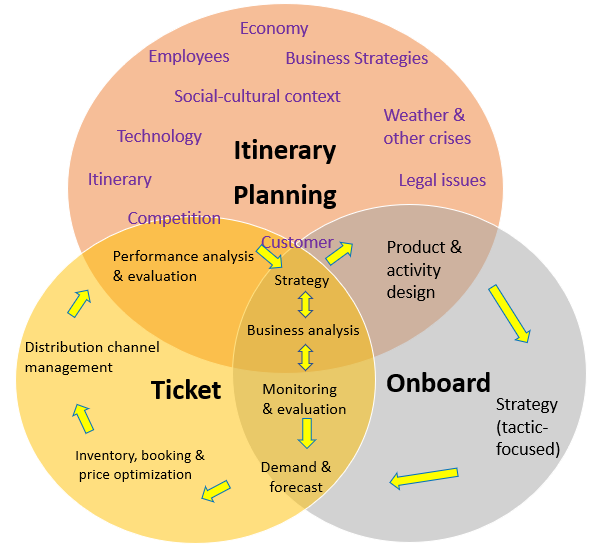 Economy
Employees
Business Strategies
Social-cultural context
Weather &
other crises
Technology
Itinerary
Planning
Itinerary
Legal issues
Competition
Customer
Performance analysis
& evaluation
Strategy
Product &
activity
design
Business analysis
Distribution channel
management
Ticket
Onboard
Monitoring
& evaluation
Strategy
(tactic-
focused)
Inventory, booking &
price optimization
Demand &
forecast